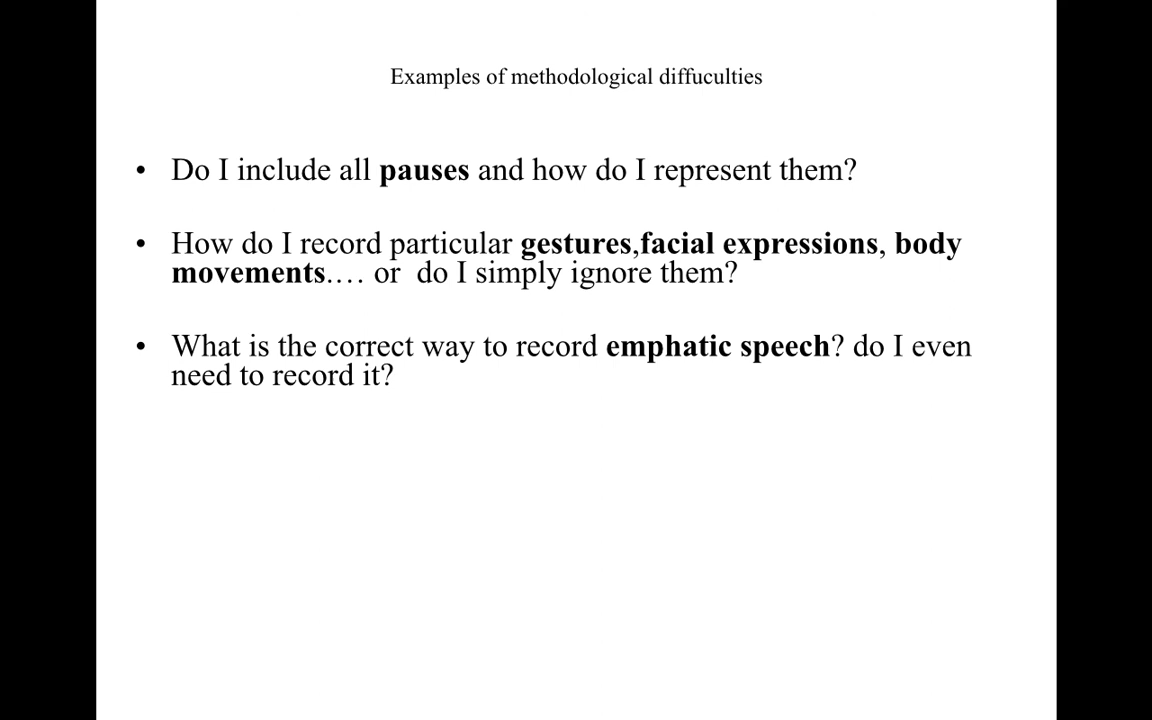 Examples of methodological diffuculties
• Do I include all pauses and how do I represent them?
• How do I record particular gestures,facial expressions, body
movements.… or  do I simply ignore them?
• What is the correct way to record emphatic speech? do I even
need to record it?